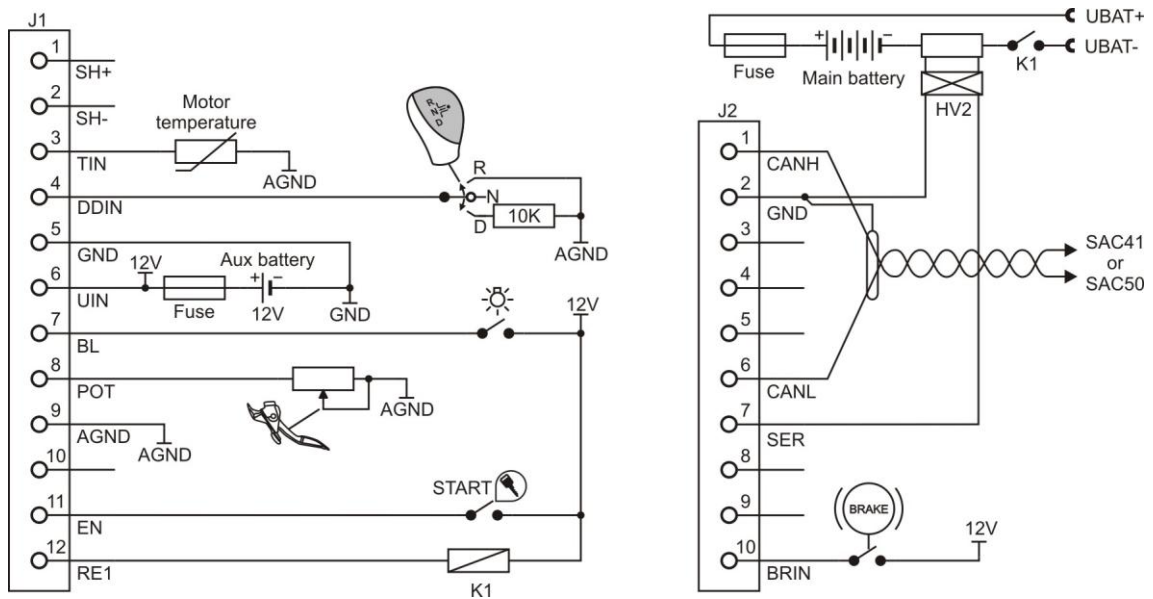 J1
1
SH+
2
SH-
3
TIN
Motor
temperature
AGND
4
DDIN
R
N
D
R
N
D
10K
AGND
5
GND
6
UIN
12V
Fuse
Aux battery
+ –
12V
GND
7
BL
12V
8
POT
AGND
9
AGND
AGND
10
11
EN
START
12
RE1
K1
UBAT+
UBAT-
Fuse
+ –
Main battery
K1
HV2
J2
1
CANH
2
GND
3
4
SAC41
or
SAC50
5
6
CANL
7
SER
8
9
BRAKE
10
BRIN
12V